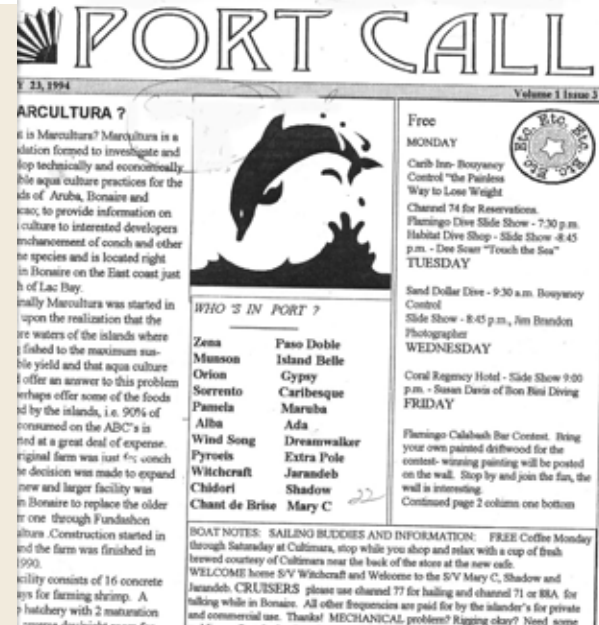 PORT CALL
23, 1994
Volume 1 Issue 3
ARCULTURA ?
is Marcultura? Marcultura is a
dation formed to investigate and
op technically and economically
ble aqua culture practices for the
ds of Aruba, Bonaire and
cao; to provide information on
culture to interested developers
nchancement of conch and other
ne species and is located right
in Bonaire on the East coast just
h of Lac Bay.
nally Marcultura was started in
upon the realization that the
re waters of the islands where
fished to the maximum sus-
ble yield and that aqua culture
offer an answer to this problem
erhaps offer some of the foods
d by the islands, i.e. 90% of
consumed on the ABC's is
ted at a great deal of expense.
riginal farm was just for conch
e decision was made to expand
new and larger facility was
in Bonaire to replace the older
r one through Fundashon
ltura .Construction started in
nd the farm was finished in
1990.
cility consists of 16 concrete
ys for farming shrimp. A
hatchery with 2 maturation
WHO 'S IN PORT ?
Zena Paso Doble
Munson Island Belle
Orion Gypsy
Sorrento Caribesque
Pamela Maruba
Alba Ada
Wind Song Dreamwalker
Pyroeis Extra Pole
Witchcraft Jarandeb
Chidori Shadow
Chant de Brise Mary C
22
Free
Etc. Etc. Etc. Etc. Etc.
MONDAY
Carib Inn- Bouyancy
Control "the Painless
Way to Lose Weight
Channel 74 for Reservations.
Flamingo Dive Slide Show - 7:30 p.m.
Habitat Dive Shop - Slide Show -8:45
p.m. - Dee Scarr "Touch the Sea"
TUESDAY
Sand Dollar Dive - 9:30 a.m. Bouyancy
Control
Slide Show - 8:45 p.m., Jim Brandon
Photographer
WEDNESDAY
Coral Regency Hotel - Slide Show 9:00
p.m. - Susan Davis of Bon Bini Diving
FRIDAY
Flamingo Calabash Bar Contest. Bring
your own painted driftwood for the
contest- winning painting will be posted
on the wall. Stop by and join the fun, the
wall is interesting.
Continued page 2 column one bottom
BOAT NOTES: SAILING BUDDIES AND INFORMATION: FREE Coffee Monday
through Saturaday at Cultimara, stop while you shop and relax with a cup of fresh
brewed courtesy of Cultimara near the back of the store at the new cafe.
WELCOME home S/V Witchcraft and Welcome to the S/V Mary C, Shadow and
Jarandeb. CRUISERS please use channel 77 for hailing and channel 71 or 88A for
talking while in Bonaire. All other frequencies are paid for by the islander's for private
and commercial use. Thanks! MECHANICAL problem? Rigging okay? Need some